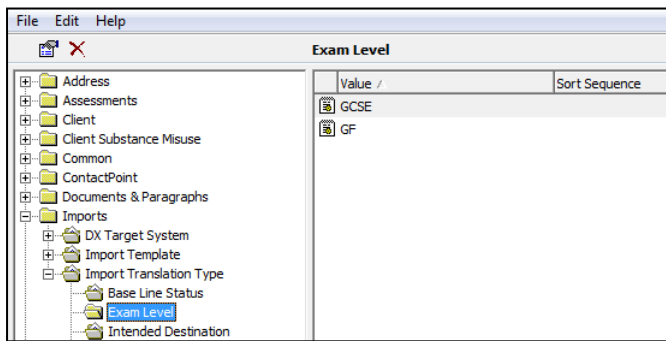 File Edit Help
Exam Level
Address
Assessments
Client
Client Substance Misuse
Common
ContactPoint
Documents & Paragraphs
Imports
DX Target System
Import Template
Import Translation Type
Base Line Status
Exam Level
Intended Destination
Value Sort Sequence
GCSE
GF